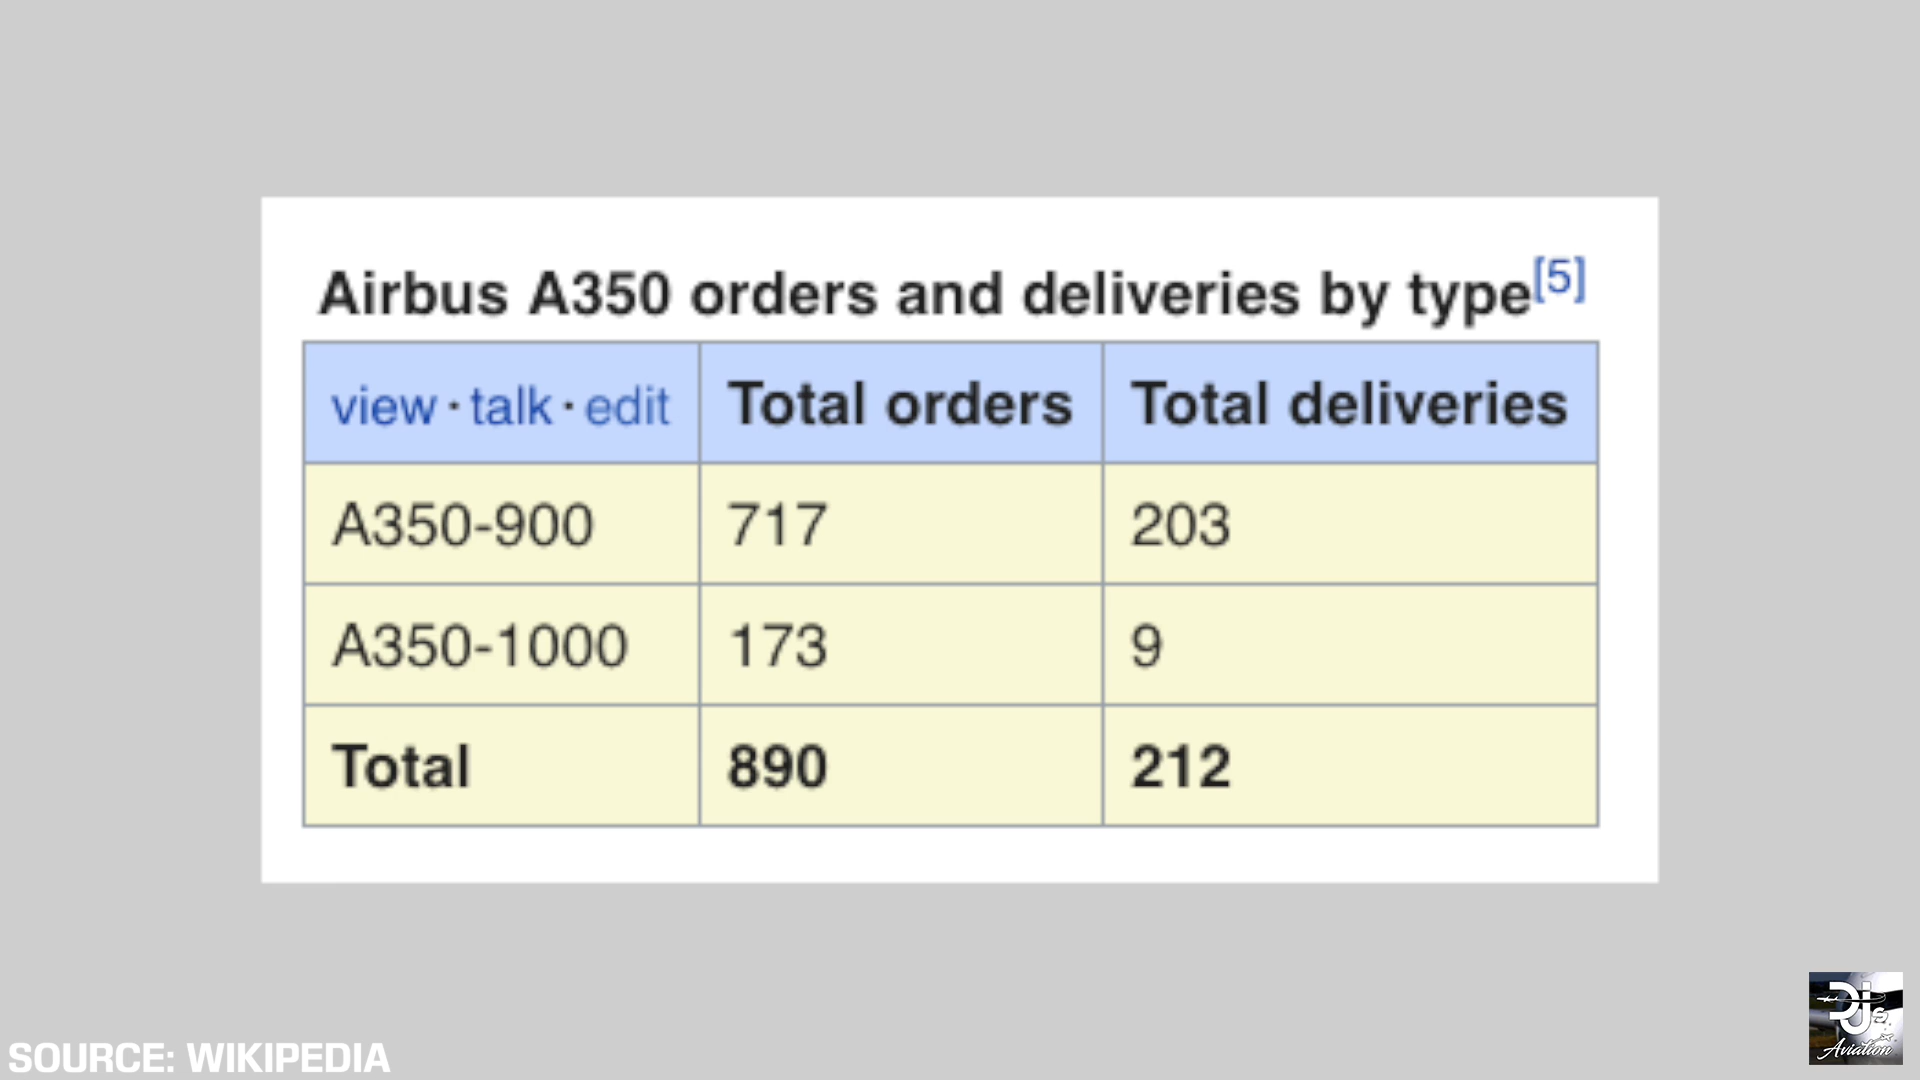 Airbus A350 orders and deliveries by type[5]
view · talk · edit Total orders Total deliveries
A350-900 717 203
A350-1000 173 9
Total 890 212
SOURCE: WIKIPEDIA
DJ's
Aviation